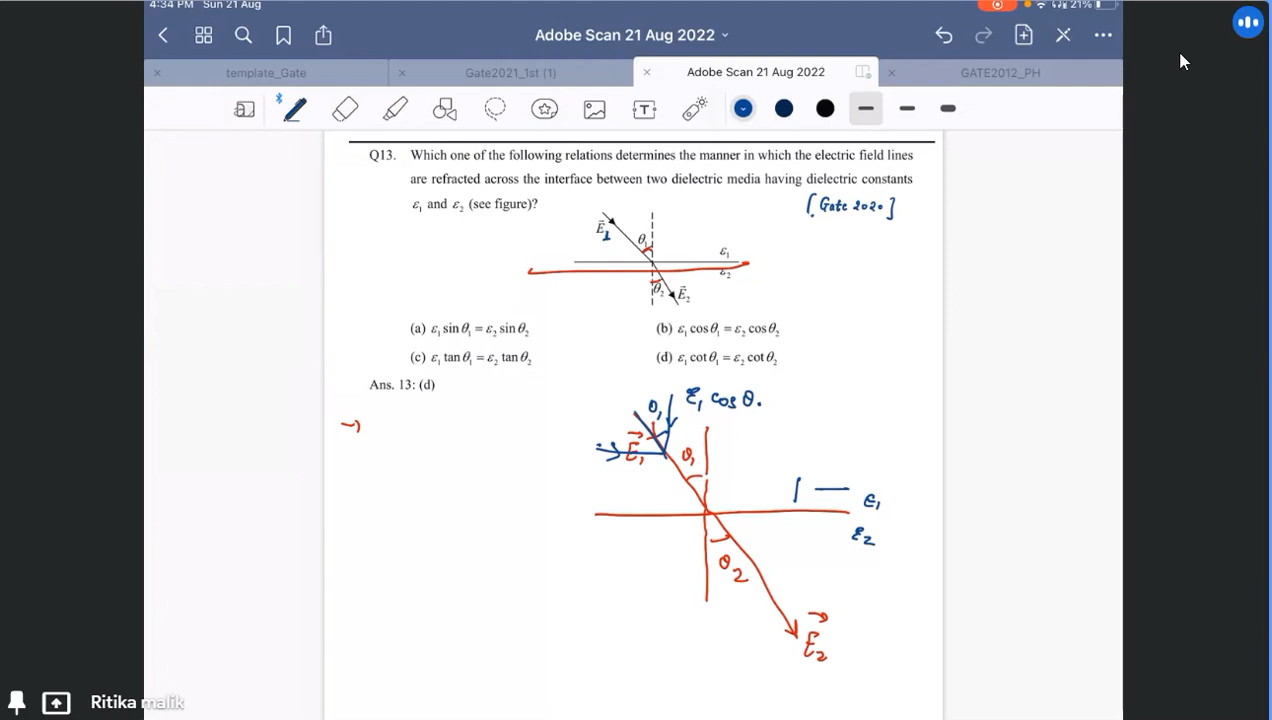 4:34 PM Sun 21 Aug
21%
Adobe Scan 21 Aug 2022
template_Gate
Gate2021_1st (1)
Adobe Scan 21 Aug 2022
GATE2012_PH
T
Q13. Which one of the following relations determines the manner in which the electric field lines
are refracted across the interface between two dielectric media having dielectric constants
ε₁ and ε₂ (see figure)?
[Gate 2020]
E⃗₁
θ₁
ε₁
ε₂
θ₂
E⃗₂
(a) ε₁ sin θ₁ = ε₂ sin θ₂
(b) ε₁ cos θ₁ = ε₂ cos θ₂
(c) ε₁ tan θ₁ = ε₂ tan θ₂
(d) ε₁ cot θ₁ = ε₂ cot θ₂
Ans. 13: (d)
θ₁
E₁ cos θ.
E⃗₁
θ₁
ε₁
ε₂
θ₂
E⃗₂
Ritika malik